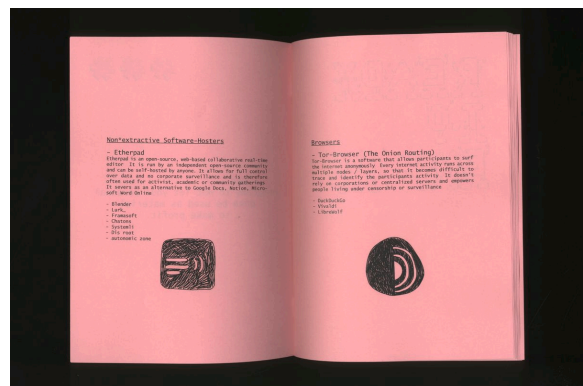 Non*extractive Software-Hosters
- Etherpad
Etherpad is an open-source, web-based collaborative real-time
editor. It is run by an independent open-source community
and can be self-hosted by anyone. It allows for full control
over data and no corporate surveillance and is therefore
often used for activist, academic or community gatherings.
It severs as an alternative to Google Docs, Notion, Micro-
soft Word Online
- Blender
- Lurk,
- Framasoft
- Chatons
- Systemli
- Dis root
- autonomic zone
Browsers
- Tor-Browser (The Onion Routing)
Tor-Browser is a software that allows participants to surf
the internet anonymously. Every internet activity runs across
multiple nodes / layers, so thus it becomes difficult to
trace and identify the participants activity. It doesn't
rely on corporations or centralized servers and empowers
people living under censorship or surveillance
- DuckDuckGo
- Vivaldi
- Librewolf